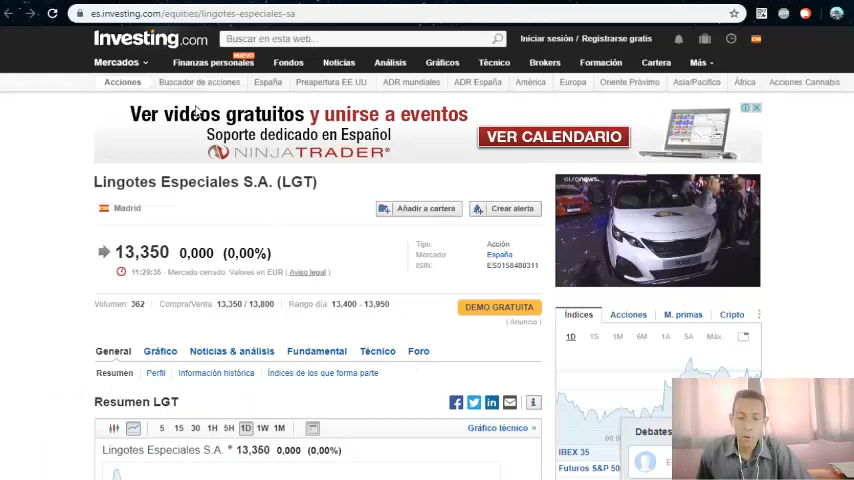 es.investing.com/equities/lingotes-especiales-sa
Investing.com
Buscar en esta web...
Iniciar sesión / Registrarse gratis
NUEVO
Mercados Finanzas personales Fondos Noticias Análisis Gráficos Técnico Brokers Formación Cartera Más
Acciones Buscador de acciones España Preapertura EE.UU ADR mundiales ADR España América Europa Oriente Próximo Asia/Pacifico África Acciones Cannabis
Ver videos gratuitos y unirse a eventos
Soporte dedicado en Español
NINJATRADER
VER CALENDARIO
Lingotes Especiales S.A. (LGT)
Madrid
Añadir a cartera
Crear alerta
euronews.
13,350 0,000 (0,00%)
Tipo: Acción
Mercado: España
ISIN: ES0158480311
11:29:35 - Mercado cerrado. Valores en EUR ( Aviso legal )
Volumen: 362 Compra/Venta: 13,350 / 13,800 Rango día: 13,400 - 13,950
DEMO GRATUITA
( Anuncio )
Índices Acciones M. primas Cripto
1D 1S 1M 6M 1A 5A Máx.
General Gráfico Noticias & análisis Fundamental Técnico Foro
Resumen Perfil Información histórica Índices de los que forma parte
Resumen LGT
5 15 30 1H 5H 1D 1W 1M
Gráfico técnico »
Lingotes Especiales S.A. 13,350 0,000 (0,00%)
Debates
IBEX 35
Futuros S&P 50